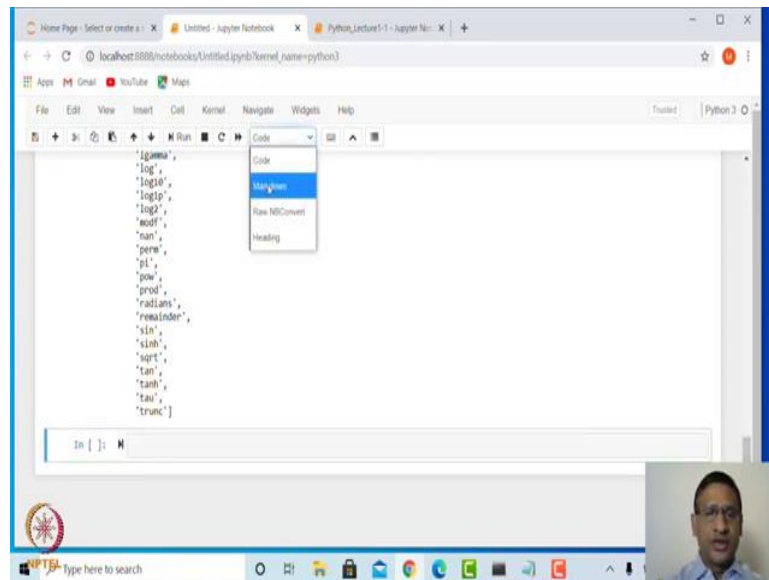 Home Page - Select or create a
Untitled - Jupyter Notebook
Python_Lecture1-1 - Jupyter No
localhost:8888/notebooks/Untitled.ipynb?kernel_name=python3
Apps Gmail YouTube Maps
File Edit View Insert Cell Kernel Navigate Widgets Help Trusted Python 3
Run Code
Code
Markdown
Raw NBConvert
Heading
'lgamma',
'log',
'log10',
'log1p',
'log2',
'modf',
'nan',
'perm',
'pi',
'pow',
'prod',
'radians',
'remainder',
'sin',
'sinh',
'sqrt',
'tan',
'tanh',
'tau',
'trunc']
In [ ]:
NPTEL
Type here to search